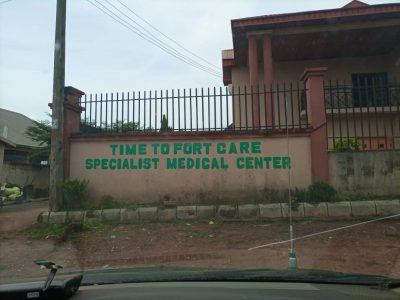 TIME TO FORT CARE
SPECIALIST MEDICAL CENTER